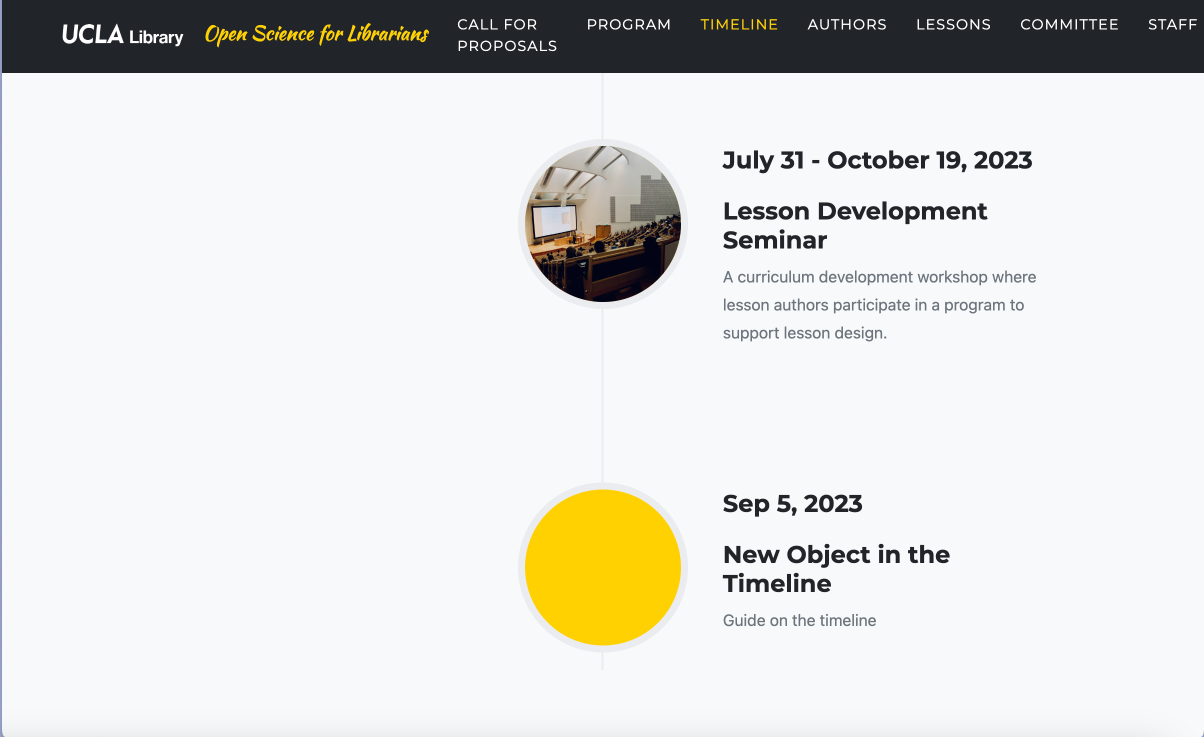 UCLA Library
Open Science for Librarians
CALL FOR
PROPOSALS
PROGRAM
TIMELINE
AUTHORS
LESSONS
COMMITTEE
STAFF
July 31 - October 19, 2023
Lesson Development
Seminar
A curriculum development workshop where
lesson authors participate in a program to
support lesson design.
Sep 5, 2023
New Object in the
Timeline
Guide on the timeline